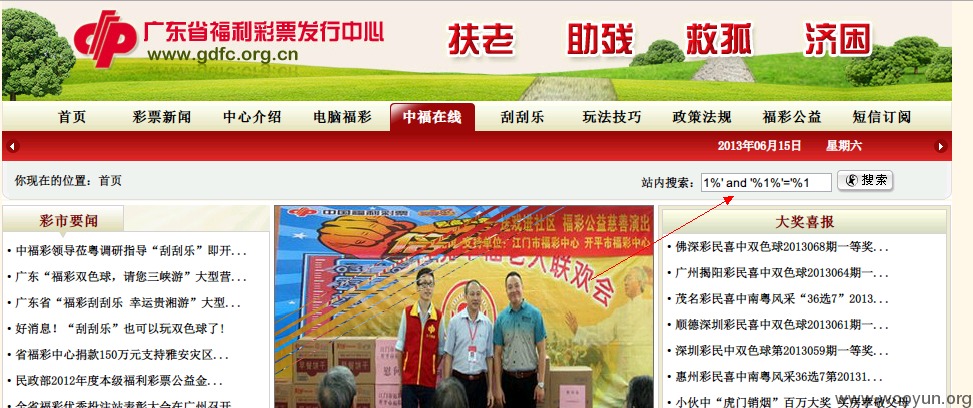 广东省福利彩票发行中心
www.gdfc.org.cn
扶老 助残 救孤 济困
首页 彩票新闻 中心介绍 电脑福彩 中福在线 刮刮乐 玩法技巧 政策法规 福彩公益 短信订阅
2013年06月15日 星期六
你现在的位置：首页 站内搜索： 1%' and '%1%'='%1 搜索
彩市要闻
• 中福彩领导莅粤调研指导“刮刮乐”即开...
• 广东“福彩双色球，请您三峡游”大型营...
• 广东省“福彩刮刮乐 幸运贵湘游”大型...
• 好消息！“刮刮乐”也可以玩双色球了！
• 省福彩中心捐款150万元支持雅安灾区...
• 民政部2012年度本级福利彩票公益金...
• 全省福彩优秀投注站表彰大会在广州召开
中国福利彩票
进戏进社区 福彩公益慈善演出
支持单位：江门市福彩中心 开平市福彩中心
老人联欢会
大奖喜报
• 佛深彩民喜中双色球2013068期一等奖...
• 广州揭阳彩民喜中双色球2013064期一...
• 茂名彩民喜中南粤风采“36选7”2013...
• 顺德深圳彩民喜中双色球2013061期一...
• 深圳彩民中双色球第2013059期一等奖...
• 惠州彩民喜中南粤风采36选7第20131...
• 小伙中“虎门销烟”百万大奖 买房孝敬父母
www.wooyun.org